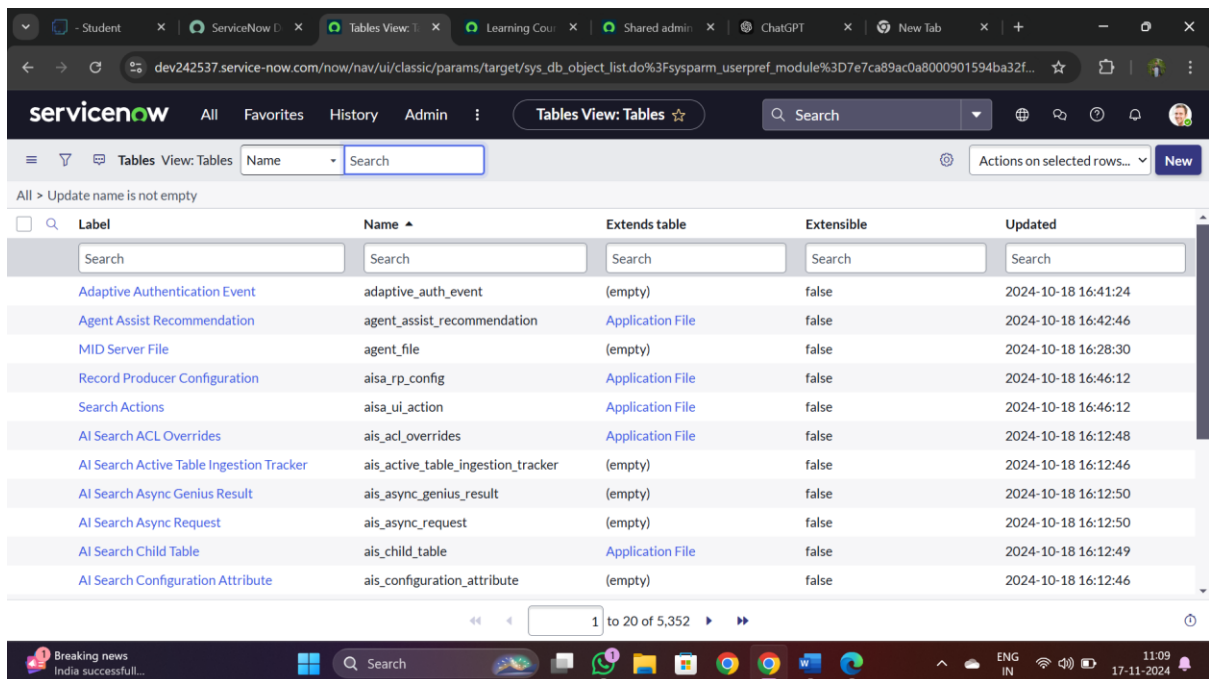 - Student
ServiceNow D
Tables View: T
Learning Cour
Shared admin
ChatGPT
New Tab
dev242537.service-now.com/now/nav/ui/classic/params/target/sys_db_object_list.do%3Fsysparm_userpref_module%3D7e7ca89ac0a8000901594ba32f...
servicenow All Favorites History Admin Tables View: Tables Search
Tables View: Tables Name Search Actions on selected rows... New
All > Update name is not empty
Label Name Extends table Extensible Updated
Search Search Search Search Search
Adaptive Authentication Event adaptive_auth_event (empty) false 2024-10-18 16:41:24
Agent Assist Recommendation agent_assist_recommendation Application File false 2024-10-18 16:42:46
MID Server File agent_file (empty) false 2024-10-18 16:28:30
Record Producer Configuration aisa_rp_config Application File false 2024-10-18 16:46:12
Search Actions aisa_ui_action Application File false 2024-10-18 16:46:12
AI Search ACL Overrides ais_acl_overrides Application File false 2024-10-18 16:12:48
AI Search Active Table Ingestion Tracker ais_active_table_ingestion_tracker (empty) false 2024-10-18 16:12:46
AI Search Async Genius Result ais_async_genius_result (empty) false 2024-10-18 16:12:50
AI Search Async Request ais_async_request (empty) false 2024-10-18 16:12:50
AI Search Child Table ais_child_table Application File false 2024-10-18 16:12:49
AI Search Configuration Attribute ais_configuration_attribute (empty) false 2024-10-18 16:12:46
1 to 20 of 5,352
1 Breaking news
India successfull...
Search
1
ENG
IN
11:09
17-11-2024